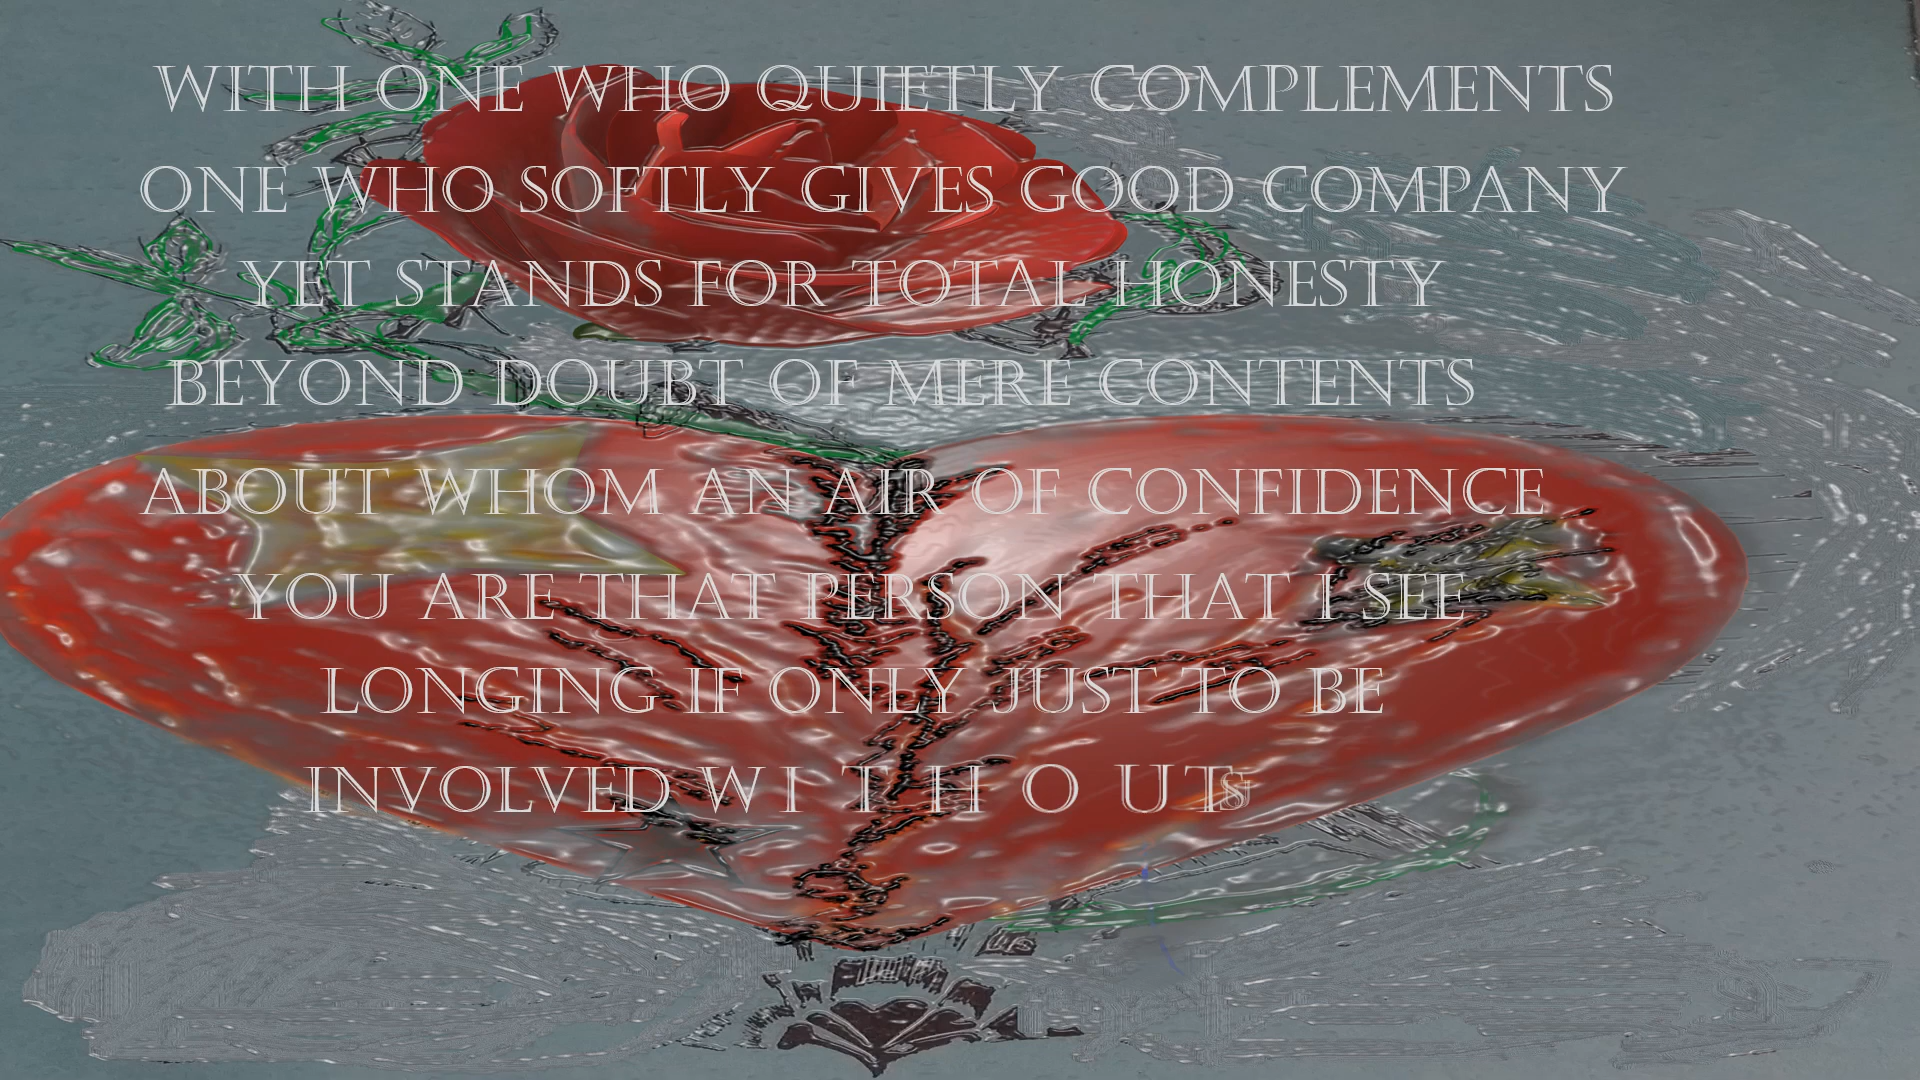 WITH ONE WHO QUIETLY COMPLEMENTS
ONE WHO SOFTLY GIVES GOOD COMPANY
YET STANDS FOR TOTAL HONESTY
BEYOND DOUBT OF MERE CONTENTS
ABOUT WHOM AN AIR OF CONFIDENCE
YOU ARE THAT PERSON THAT I SEE
LONGING IF ONLY JUST TO BE
INVOLVED W I T H O U T